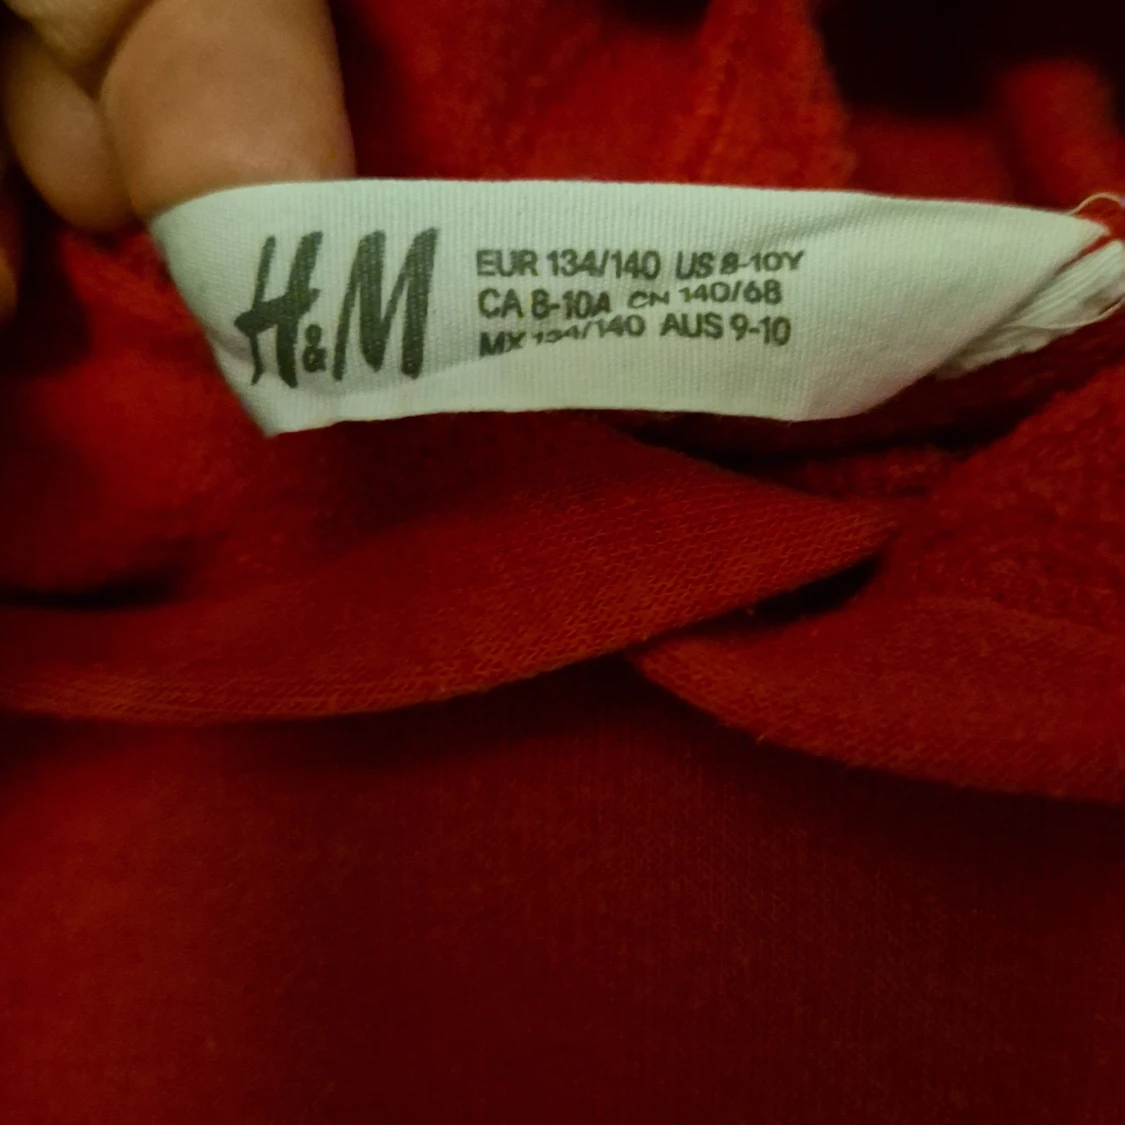 H&M
EUR 134/140 US 8-10Y
CA 8-10A CN 140/68
MX 134/140 AUS 9-10